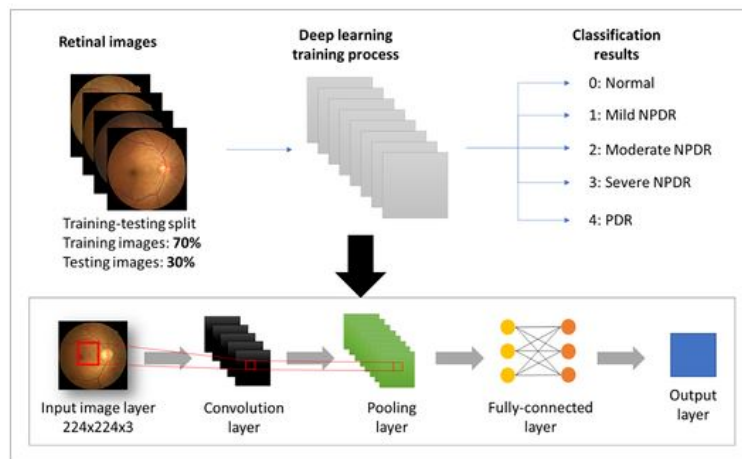 Retinal images
Deep learning
training process
Classification
results
0: Normal
1: Mild NPDR
2: Moderate NPDR
3: Severe NPDR
4: PDR
Training-testing split
Training images: 70%
Testing images: 30%
Input image layer
224x224x3
Convolution
layer
Pooling
layer
Fully-connected
layer
Output
layer